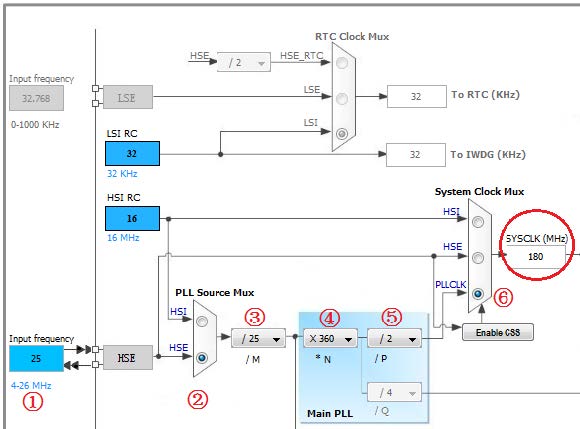 RTC Clock Mux
HSE
/ 2
HSE_RTC
Input frequency
32.768
0-1000 KHz
LSE
LSE
32
To RTC (KHz)
LSI RC
LSI
32
32 KHz
32
To IWDG (KHz)
HSI RC
16
16 MHz
System Clock Mux
HSI
SYSCLK (MHz)
HSE
180
PLLCLK
⑥
PLL Source Mux
HSI
③
④
⑤
Input frequency
25
4-26 MHz
①
HSE
HSE
②
/ 25
/ M
X 360
* N
/ 2
/ P
Enable CSS
/ 4
/ Q
Main PLL